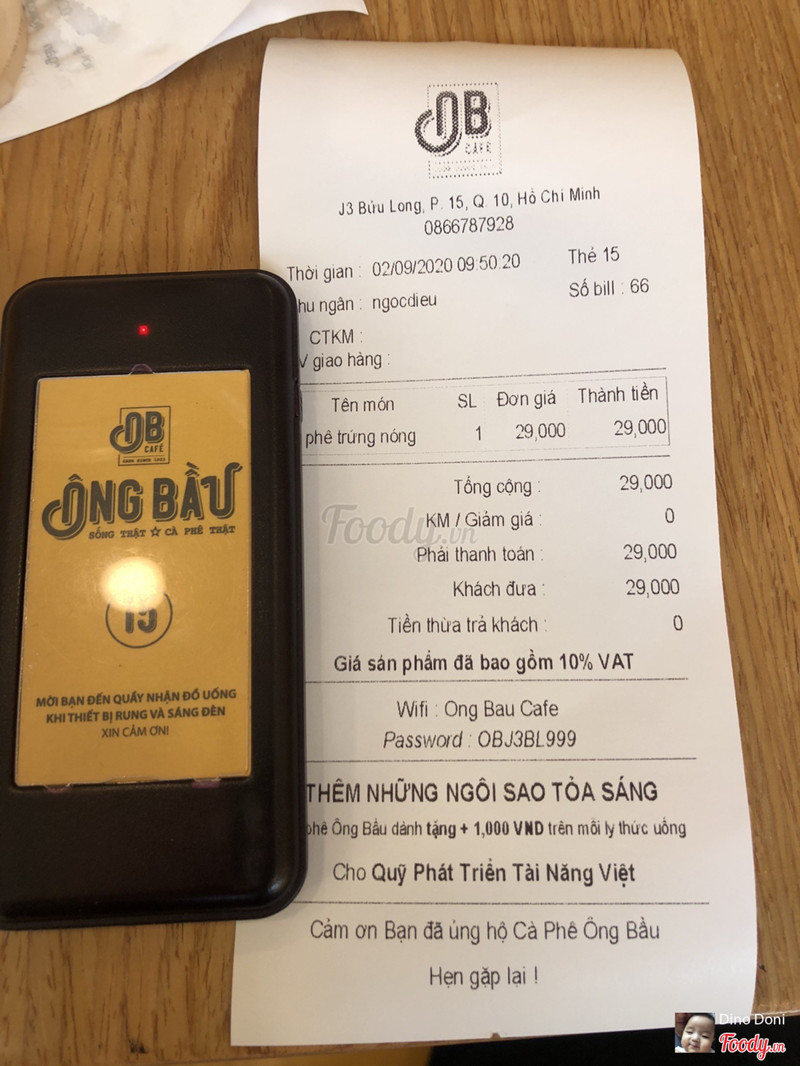 OB
CAFÉ
J3 Bửu Long, P. 15, Q. 10, Hồ Chí Minh
0866787928
Thời gian : 02/09/2020 09:50:20 Thẻ 15
hu ngân : ngocdieu Số bill : 66
CTKM :
V giao hàng :
Tên món SL Đơn giá Thành tiền
phê trứng nóng 1 29,000 29,000
Tổng cộng : 29,000
KM / Giảm giá : 0
Phải thanh toán : 29,000
Khách đưa : 29,000
Tiền thừa trả khách : 0
Giá sản phẩm đã bao gồm 10% VAT
Wifi : Ong Bau Cafe
Password : OBJ3BL999
THÊM NHỮNG NGÔI SAO TỎA SÁNG
phê Ông Bầu dành tặng + 1,000 VND trên mỗi ly thức uống
Cho Quỹ Phát Triển Tài Năng Việt
Cảm ơn Bạn đã ủng hộ Cà Phê Ông Bầu
Hẹn gặp lại !
OB
CAFÉ
ÔNG BẦU
SỐNG THẬT ☆ CÀ PHÊ THẬT
15
MỜI BẠN ĐẾN QUẦY NHẬN ĐỒ UỐNG
KHI THIẾT BỊ RUNG VÀ SÁNG ĐÈN
XIN CẢM ƠN!
Foody.vn
Dino Doni
Foody.vn